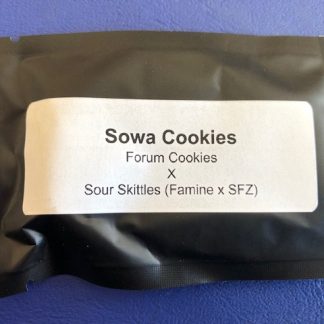 Sowa Cookies
Forum Cookies
X
Sour Skittles (Famine x SFZ)